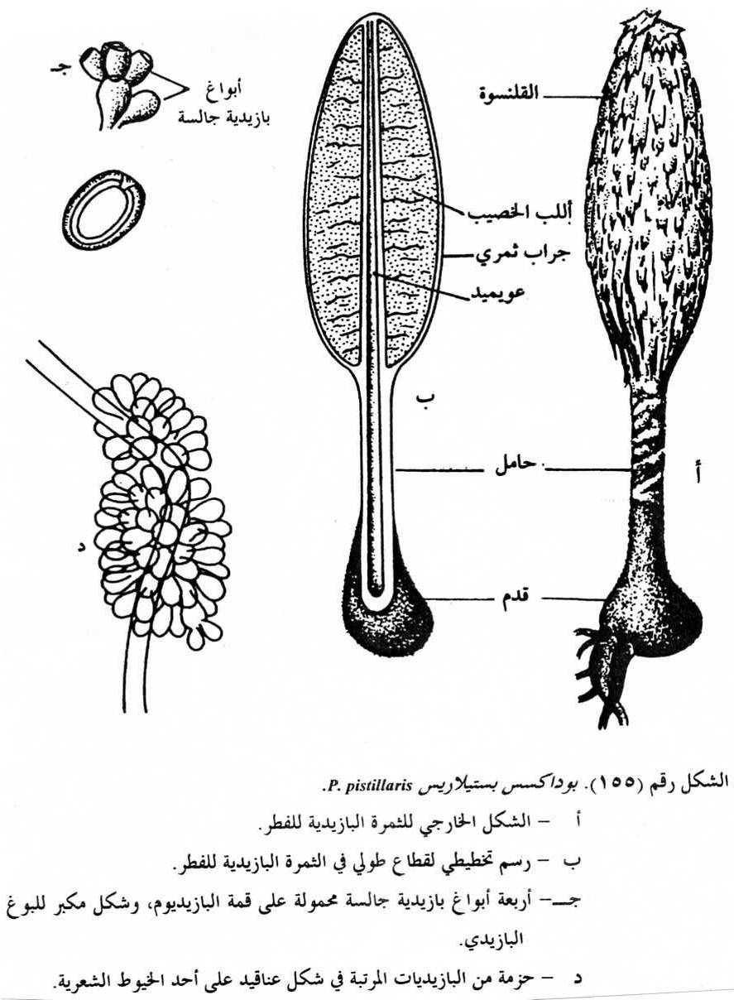 جـ
أبواغ
بازيدية جالسة
القلنسوة
أللب الخصيب
جراب ثمري
عويميد
ب
حامل
أ
د
قدم
الشكل رقم (١٥٥). بوداكسس بستيلاريس P. pistillaris.
أ – الشكل الخارجي للثمرة البازيدية للفطر.
ب – رسم تخطيطي لقطاع طولي في الثمرة البازيدية للفطر.
جـ – أربعة أبواغ بازيدية جالسة محمولة على قمة البازيديوم، وشكل مكبر للبوغ
البازيدي.
د – حزمة من البازيديات المرتبة في شكل عناقيد على أحد الخيوط الشعرية.